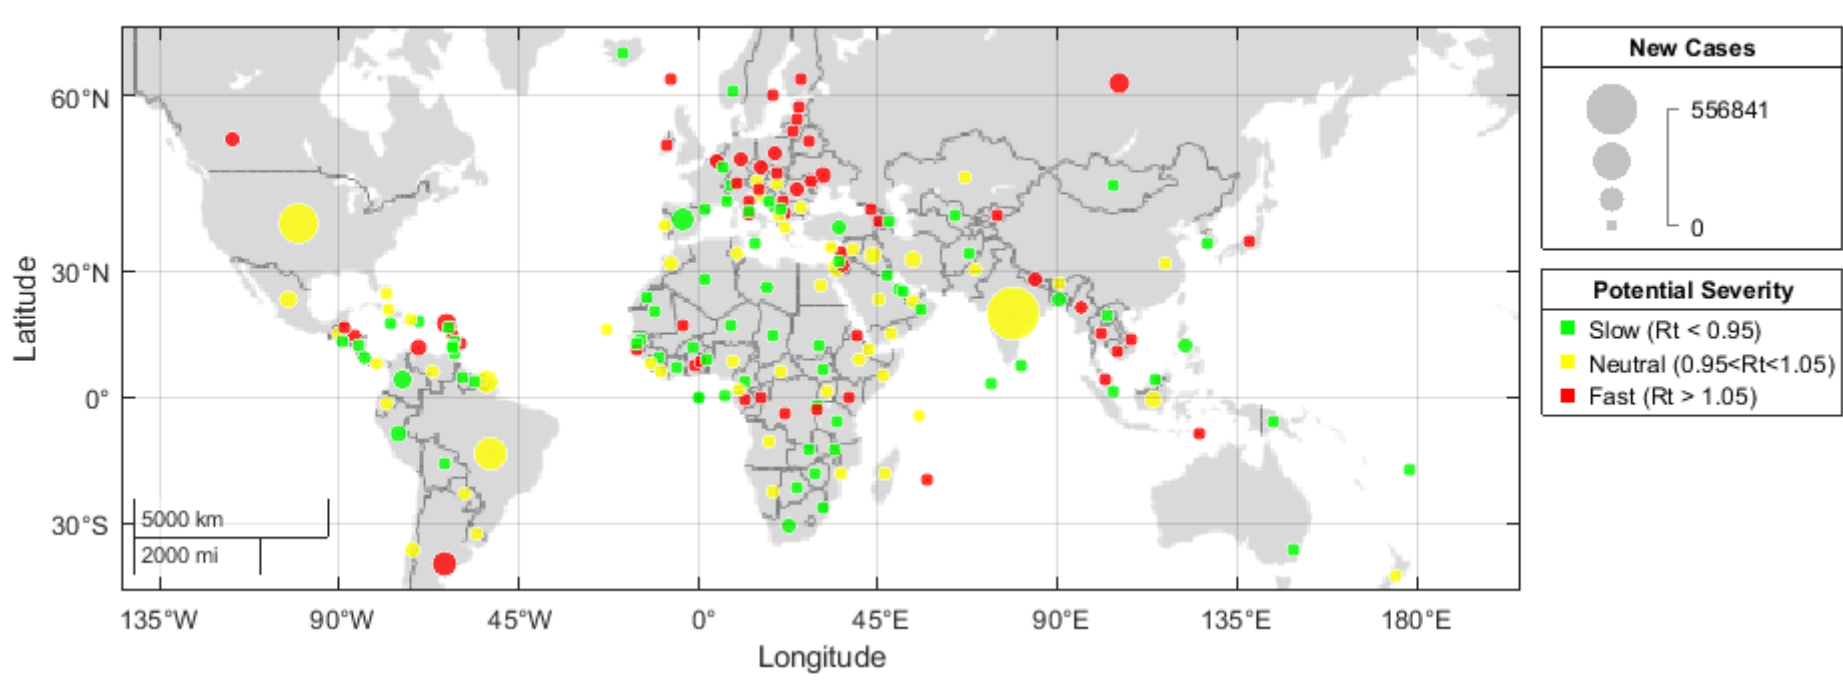 60°N
30°N
0°
30°S
Latitude
5000 km
2000 mi
135°W
90°W
45°W
0°
45°E
90°E
135°E
180°E
Longitude
New Cases
556841
0
Potential Severity
Slow (Rt < 0.95)
Neutral (0.95<Rt<1.05)
Fast (Rt > 1.05)